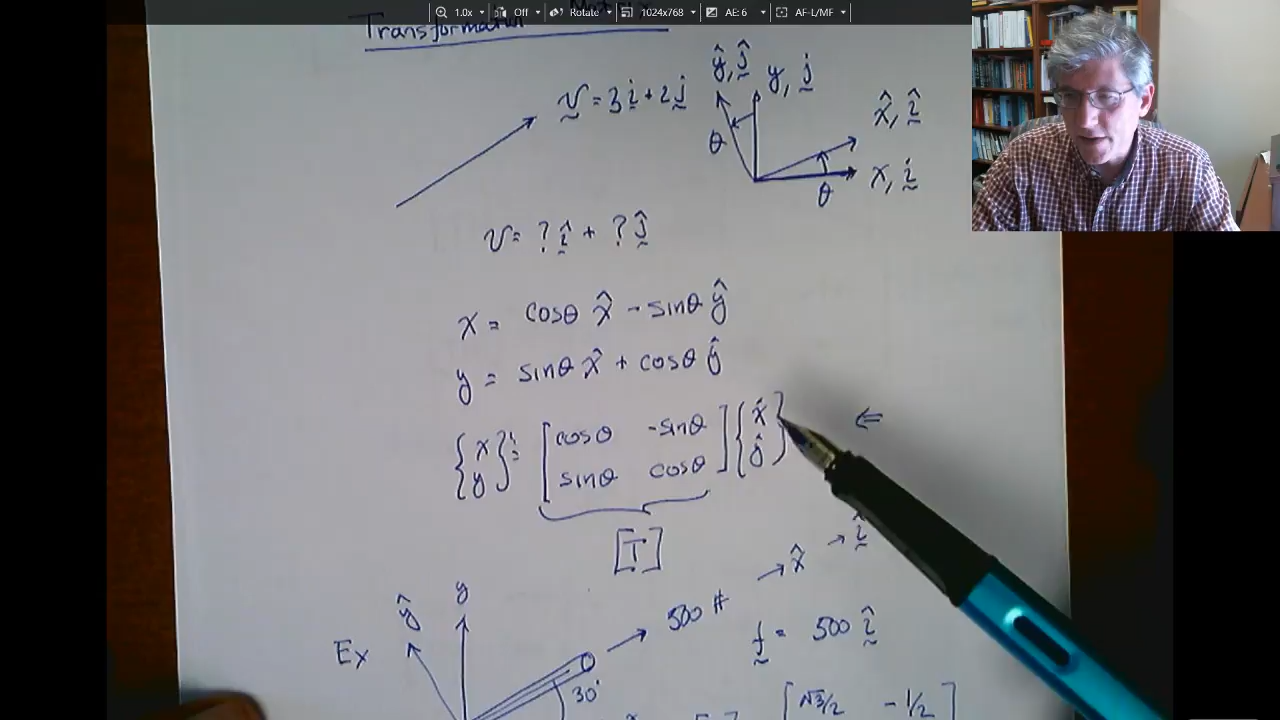 1.0x Off Rotate 1024x768 AE: 6 AF-L/MF
Transformation Matrix
v = 3i + 2j
ŷ, ĵ
y, j
x̂, î
θ
x, i
θ
v = ? î + ? ĵ
x = cosθ x̂ - sinθ ŷ
y = sinθ x̂ + cosθ ŷ
{x y} = [cosθ -sinθ sinθ cosθ] {x̂ ŷ} ⇐
[T]
Ex
ŷ
y
30°
500 #
→ x̂ → î
f = 500 î
[√3/2 -1/2]